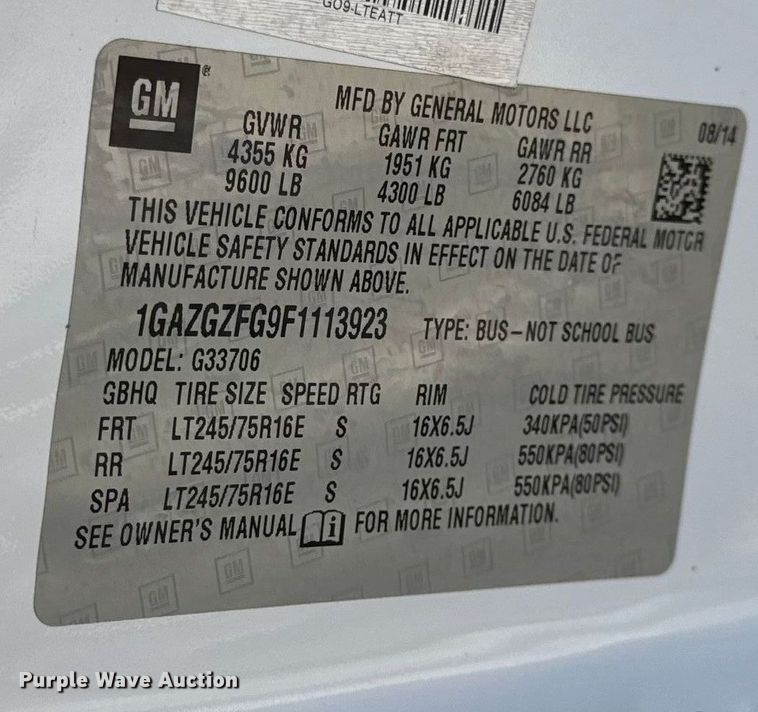 GO9-LTEATT
GM
MFD BY GENERAL MOTORS LLC
08/14
GVWR GAWR FRT GAWR RR
4355 KG 1951 KG 2760 KG
9600 LB 4300 LB 6084 LB
THIS VEHICLE CONFORMS TO ALL APPLICABLE U.S. FEDERAL MOTOR
VEHICLE SAFETY STANDARDS IN EFFECT ON THE DATE OF
MANUFACTURE SHOWN ABOVE.
1GAZGZFG9F1113923 TYPE: BUS-NOT SCHOOL BUS
MODEL: G33706
GBHQ TIRE SIZE SPEED RTG RIM COLD TIRE PRESSURE
FRT LT245/75R16E S 16X6.5J 340KPA(50PSI)
RR LT245/75R16E S 16X6.5J 550KPA(80PSI)
SPA LT245/75R16E S 16X6.5J 550KPA(80PSI)
SEE OWNER'S MANUAL i FOR MORE INFORMATION.
Purple Wave Auction